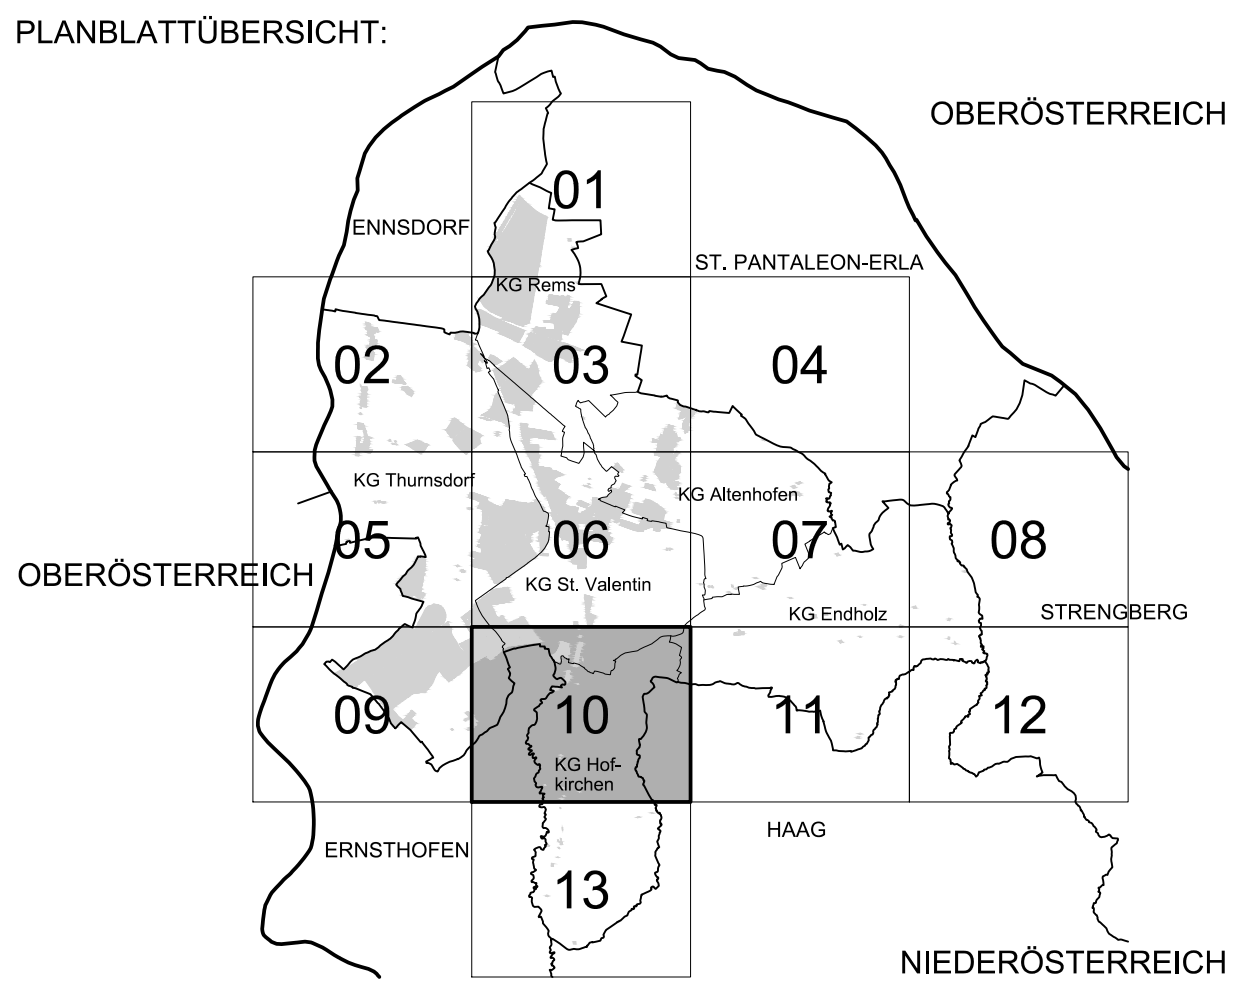 PLANBLATTÜBERSICHT:
OBERÖSTERREICH
01
ENNSDORF
ST. PANTALEON-ERLA
KG Rems
02
03
04
KG Thurnsdorf
KG Altenhofen
05
06
07
08
OBERÖSTERREICH
KG St. Valentin
KG Endholz
STRENGBERG
09
10
11
12
KG Hof-
kirchen
HAAG
ERNSTHOFEN
13
NIEDERÖSTERREICH